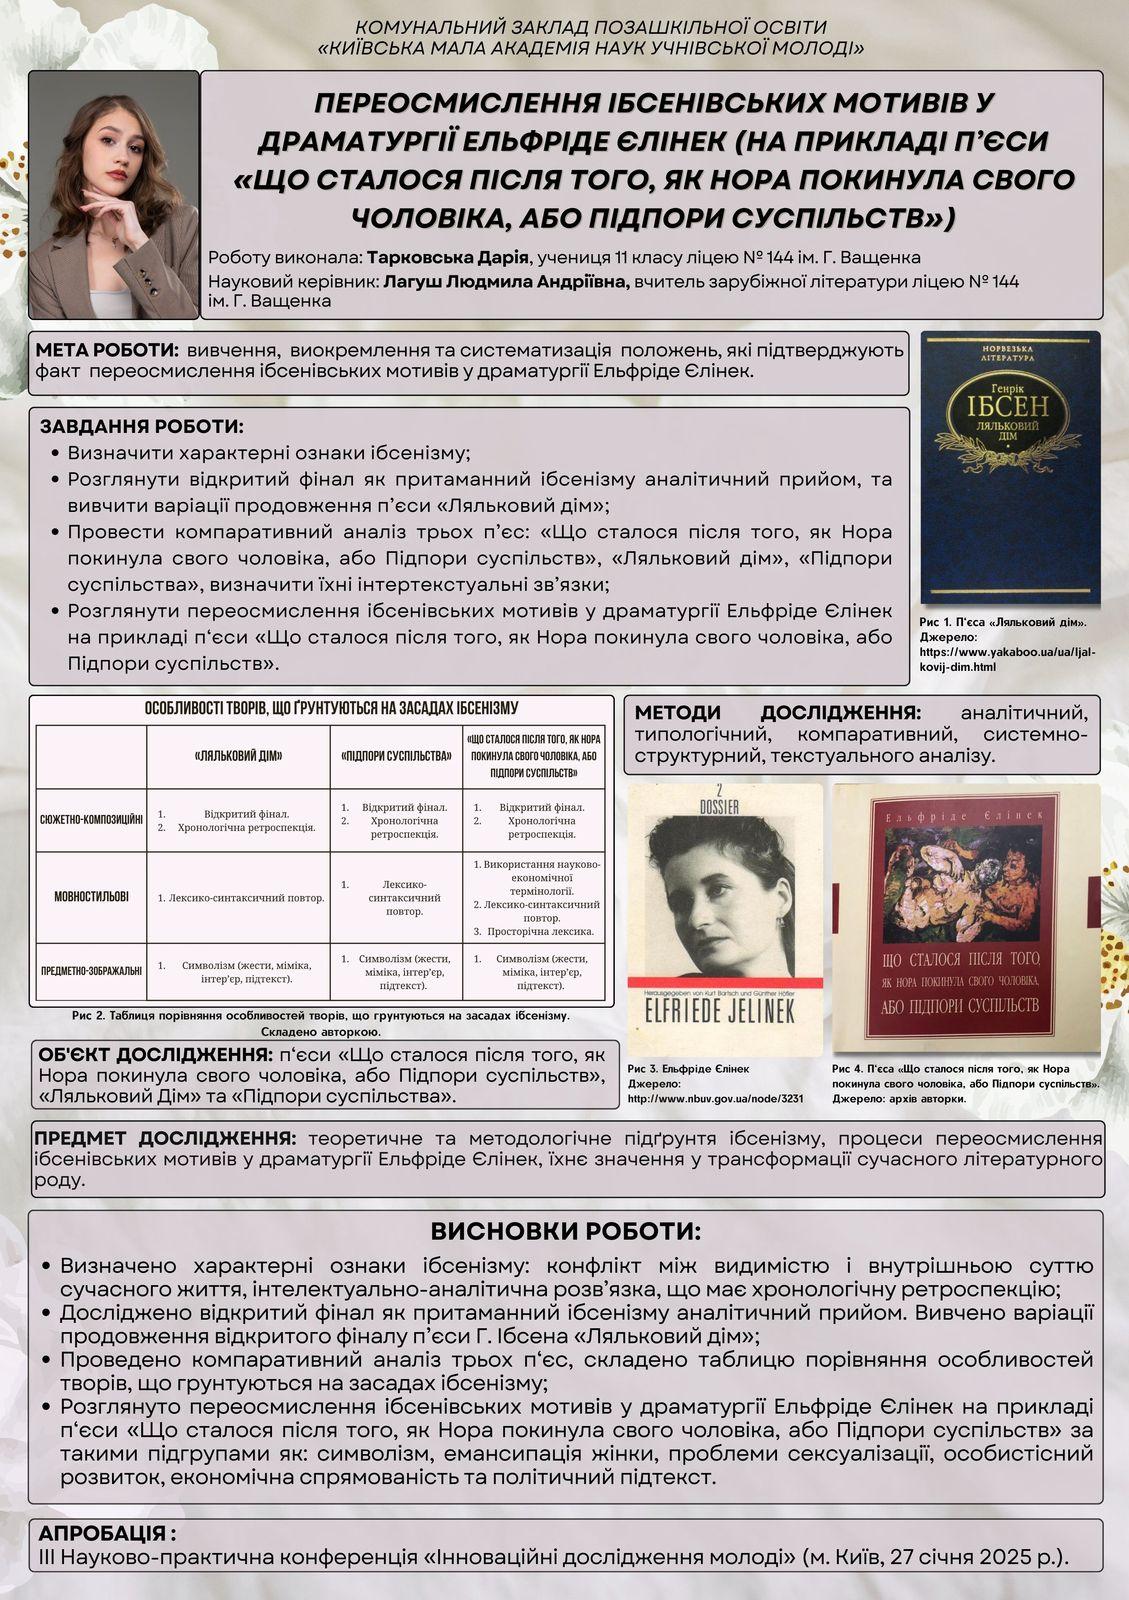 КОМУНАЛЬНИЙ ЗАКЛАД ПОЗАШКІЛЬНОЇ ОСВІТИ
«КИЇВСЬКА МАЛА АКАДЕМІЯ НАУК УЧНІВСЬКОЇ МОЛОДІ»
ПЕРЕОСМИСЛЕННЯ ІБСЕНІВСЬКИХ МОТИВІВ У
ДРАМАТУРГІЇ ЕЛЬФРІДЕ ЄЛІНЕК (НА ПРИКЛАДІ П’ЄСИ
«ЩО СТАЛОСЯ ПІСЛЯ ТОГО, ЯК НОРА ПОКИНУЛА СВОГО
ЧОЛОВІКА, АБО ПІДПОРИ СУСПІЛЬСТВ»)
Роботу виконала: Тарковська Дарія, учениця 11 класу ліцею № 144 ім. Г. Ващенка
Науковий керівник: Лагуш Людмила Андріївна, вчитель зарубіжної літератури ліцею № 144
ім. Г. Ващенка
МЕТА РОБОТИ: вивчення, виокремлення та систематизація положень, які підтверджують
факт переосмислення ібсенівських мотивів у драматургії Ельфріде Єлінек.
ЗАВДАННЯ РОБОТИ:
• Визначити характерні ознаки ібсенізму;
• Розглянути відкритий фінал як притаманний ібсенізму аналітичний прийом, та
вивчити варіації продовження п’єси «Ляльковий дім»;
• Провести компаративний аналіз трьох п’єс: «Що сталося після того, як Нора
покинула свого чоловіка, або Підпори суспільств», «Ляльковий дім», «Підпори
суспільства», визначити їхні інтертекстуальні зв’язки;
• Розглянути переосмислення ібсенівських мотивів у драматургії Ельфріде Єлінек
на прикладі п‘єси «Що сталося після того, як Нора покинула свого чоловіка, або
Підпори суспільств».
НОРВЕЗЬКА
ЛІТЕРАТУРА
Генрік
ІБСЕН
ЛЯЛЬКОВИЙ
ДІМ
Рис 1. П'єса «Ляльковий дім».
Джерело:
https://www.yakaboo.ua/ua/ljal-
kovij-dim.html
ОСОБЛИВОСТІ ТВОРІВ, ЩО ҐРУНТУЮТЬСЯ НА ЗАСАДАХ ІБСЕНІЗМУ
«ЛЯЛЬКОВИЙ ДІМ»
«ПІДПОРИ СУСПІЛЬСТВА»
«ЩО СТАЛОСЯ ПІСЛЯ ТОГО, ЯК НОРА
ПОКИНУЛА СВОГО ЧОЛОВІКА, АБО
ПІДПОРИ СУСПІЛЬСТВ»
СЮЖЕТНО-КОМПОЗИЦІЙНІ
1. Відкритий фінал.
2. Хронологічна ретроспекція.
1. Відкритий фінал.
2. Хронологічна
ретроспекція.
1. Відкритий фінал.
2. Хронологічна
ретроспекція.
МОВНОСТИЛЬОВІ
1. Лексико-синтаксичний повтор.
1. Лексико-
синтаксичний
повтор.
1. Використання науково-
економічної
термінології.
2. Лексико-синтаксичний
повтор.
3. Просторічна лексика.
ПРЕДМЕТНО-ЗОБРАЖАЛЬНІ
1. Символізм (жести, міміка,
інтер'єр, підтекст).
1. Символізм (жести,
міміка, інтер'єр,
підтекст).
1. Символізм (жести,
міміка, інтер'єр,
підтекст).
Рис 2. Таблиця порівняння особливостей творів, що грунтуються на засадах ібсенізму.
Складено авторкою.
МЕТОДИ ДОСЛІДЖЕННЯ: аналітичний,
типологічний, компаративний, системно-
структурний, текстуального аналізу.
2
DOSSIER
Herausgegeben von Kurt Bartsch und Günther Höfler
ELFRIEDE JELINEK
Ельфріде Єлінек
ЩО СТАЛОСЯ ПІСЛЯ ТОГО,
ЯК НОРА ПОКИНУЛА СВОГО ЧОЛОВІКА,
АБО ПІДПОРИ СУСПІЛЬСТВ
Рис 3. Ельфріде Єлінек
Джерело:
http://www.nbuv.gov.ua/node/3231
Рис 4. П'єса «Що сталося після того, як Нора
покинула свого чоловіка, або Підпори суспільств».
Джерело: архів авторки.
ОБ'ЄКТ ДОСЛІДЖЕННЯ: п‘єси «Що сталося після того, як
Нора покинула свого чоловіка, або Підпори суспільств»,
«Ляльковий Дім» та «Підпори суспільства».
ПРЕДМЕТ ДОСЛІДЖЕННЯ: теоретичне та методологічне підґрунтя ібсенізму, процеси переосмислення
ібсенівських мотивів у драматургії Ельфріде Єлінек, їхнє значення у трансформації сучасного літературного
роду.
ВИСНОВКИ РОБОТИ:
• Визначено характерні ознаки ібсенізму: конфлікт між видимістю і внутрішньою суттю
сучасного життя, інтелектуально-аналітична розв’язка, що має хронологічну ретроспекцію;
• Досліджено відкритий фінал як притаманний ібсенізму аналітичний прийом. Вивчено варіації
продовження відкритого фіналу п’єси Г. Ібсена «Ляльковий дім»;
• Проведено компаративний аналіз трьох п‘єс, складено таблицю порівняння особливостей
творів, що грунтуються на засадах ібсенізму;
• Розглянуто переосмислення ібсенівських мотивів у драматургії Ельфріде Єлінек на прикладі
п‘єси «Що сталося після того, як Нора покинула свого чоловіка, або Підпори суспільств» за
такими підгрупами як: символізм, емансипація жінки, проблеми сексуалізації, особистісний
розвиток, економічна спрямованість та політичний підтекст.
АПРОБАЦІЯ :
ІІІ Науково-практична конференція «Інноваційні дослідження молоді» (м. Київ, 27 січня 2025 р.).